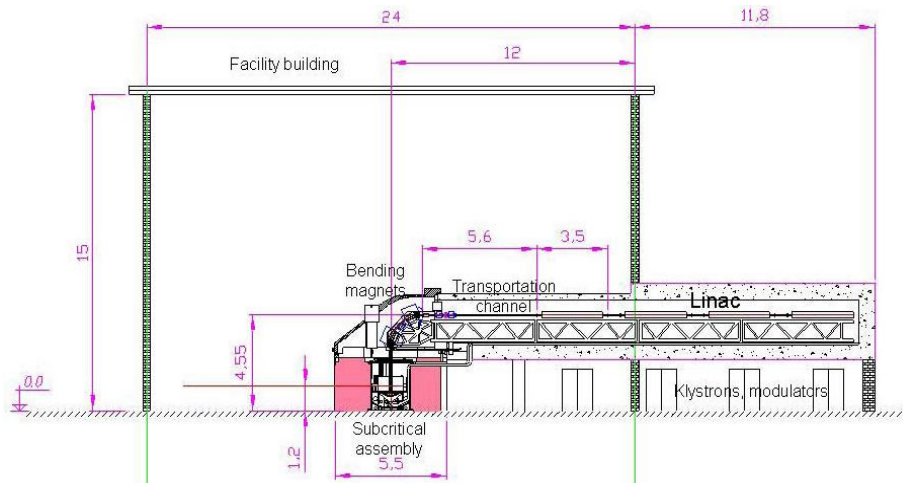 24
11,8
Facility building
12
15
5,6
3,5
Bending
magnets
Transportation
channel
Linac
4,55
0.0
Klystrons, modulators
1,2
Subcritical
assembly
5,5